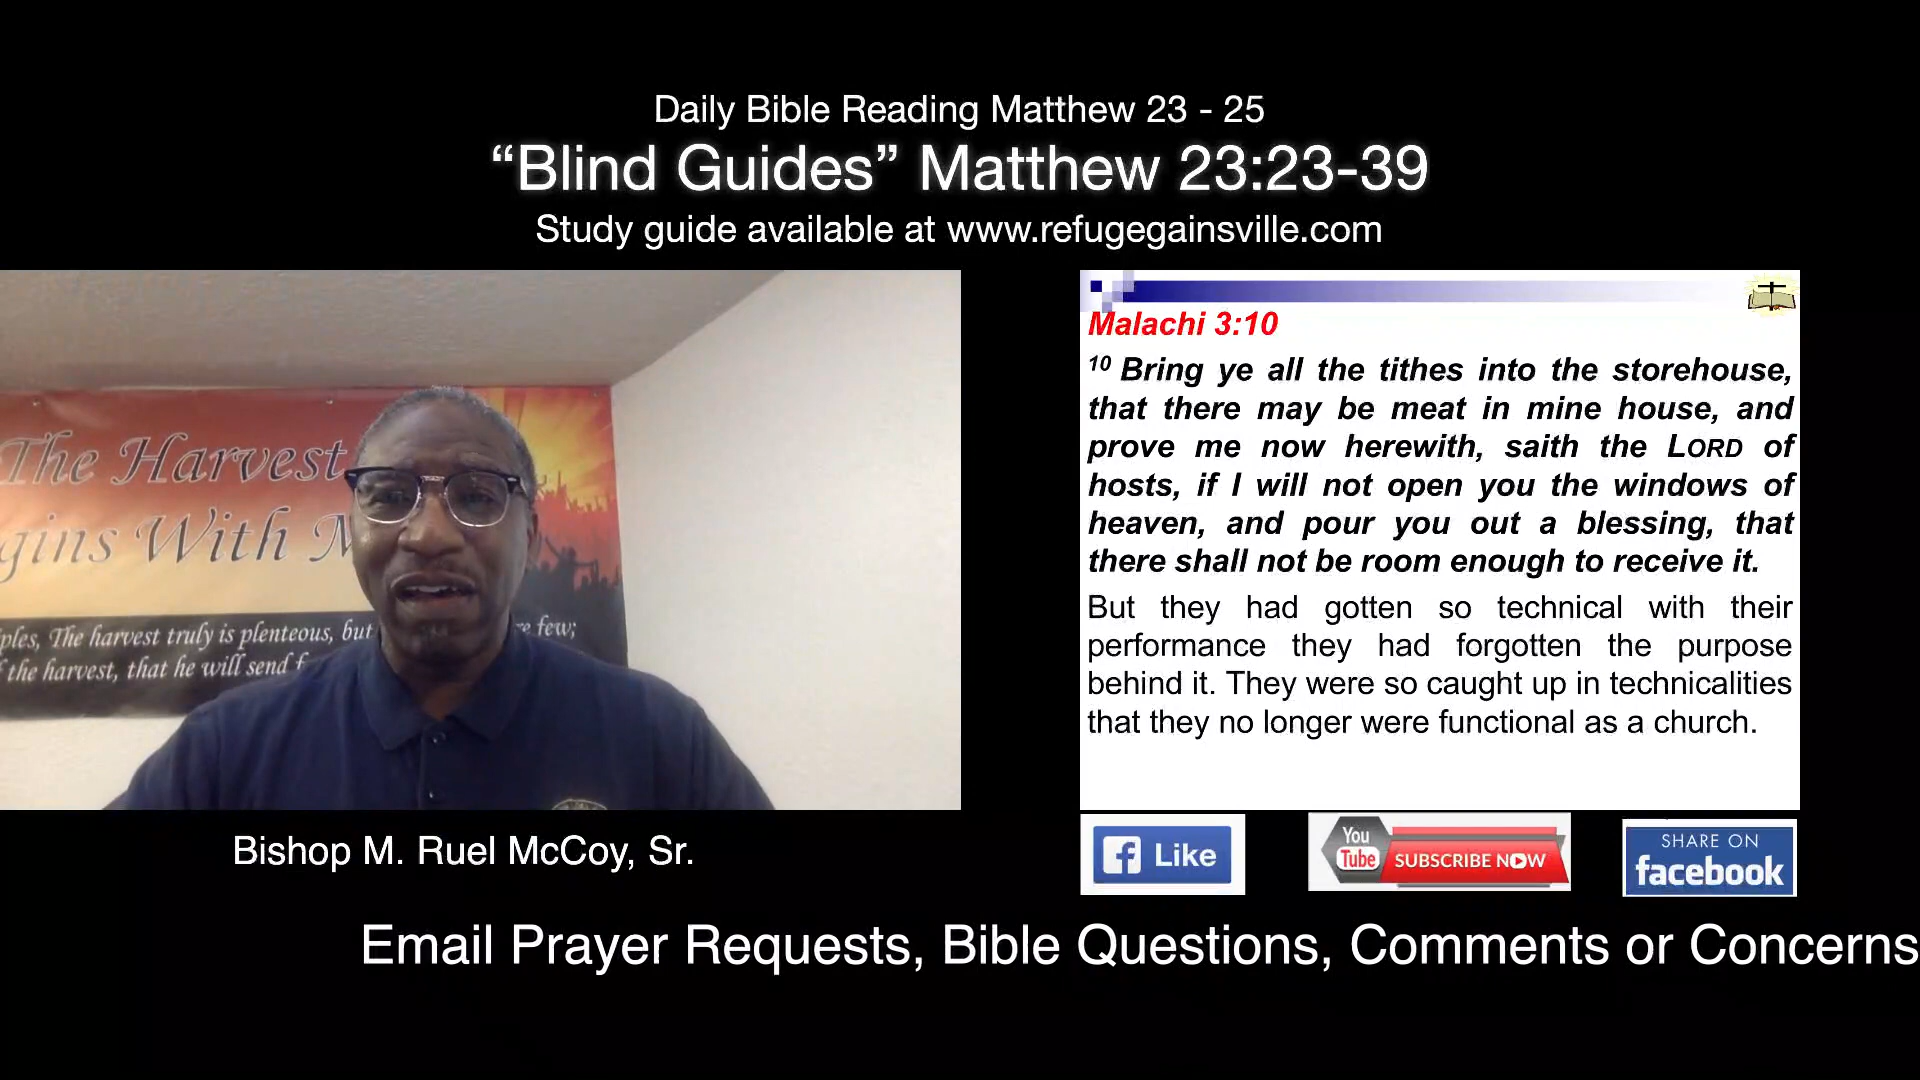 Daily Bible Reading Matthew 23 - 25
“Blind Guides” Matthew 23:23-39
Study guide available at www.refugegainsville.com
The Harvest
gins With M
ples, The harvest truly is plenteous, but re few;
f the harvest, that he will send f
Malachi 3:10
10 Bring ye all the tithes into the storehouse,
that there may be meat in mine house, and
prove me now herewith, saith the LORD of
hosts, if I will not open you the windows of
heaven, and pour you out a blessing, that
there shall not be room enough to receive it.
But they had gotten so technical with their
performance they had forgotten the purpose
behind it. They were so caught up in technicalities
that they no longer were functional as a church.
Bishop M. Ruel McCoy, Sr.
f Like
You
Tube SUBSCRIBE NOW
SHARE ON
facebook
Email Prayer Requests, Bible Questions, Comments or Concerns